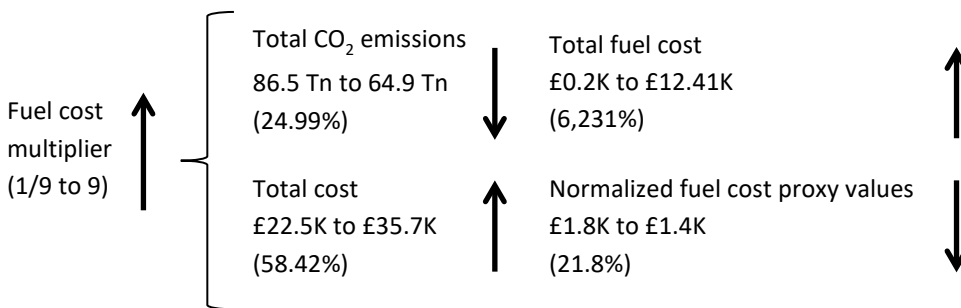 Fuel cost
multiplier
(1/9 to 9)
Total CO₂ emissions
86.5 Tn to 64.9 Tn
(24.99%)
Total fuel cost
£0.2K to £12.41K
(6,231%)
Total cost
£22.5K to £35.7K
(58.42%)
Normalized fuel cost proxy values
£1.8K to £1.4K
(21.8%)